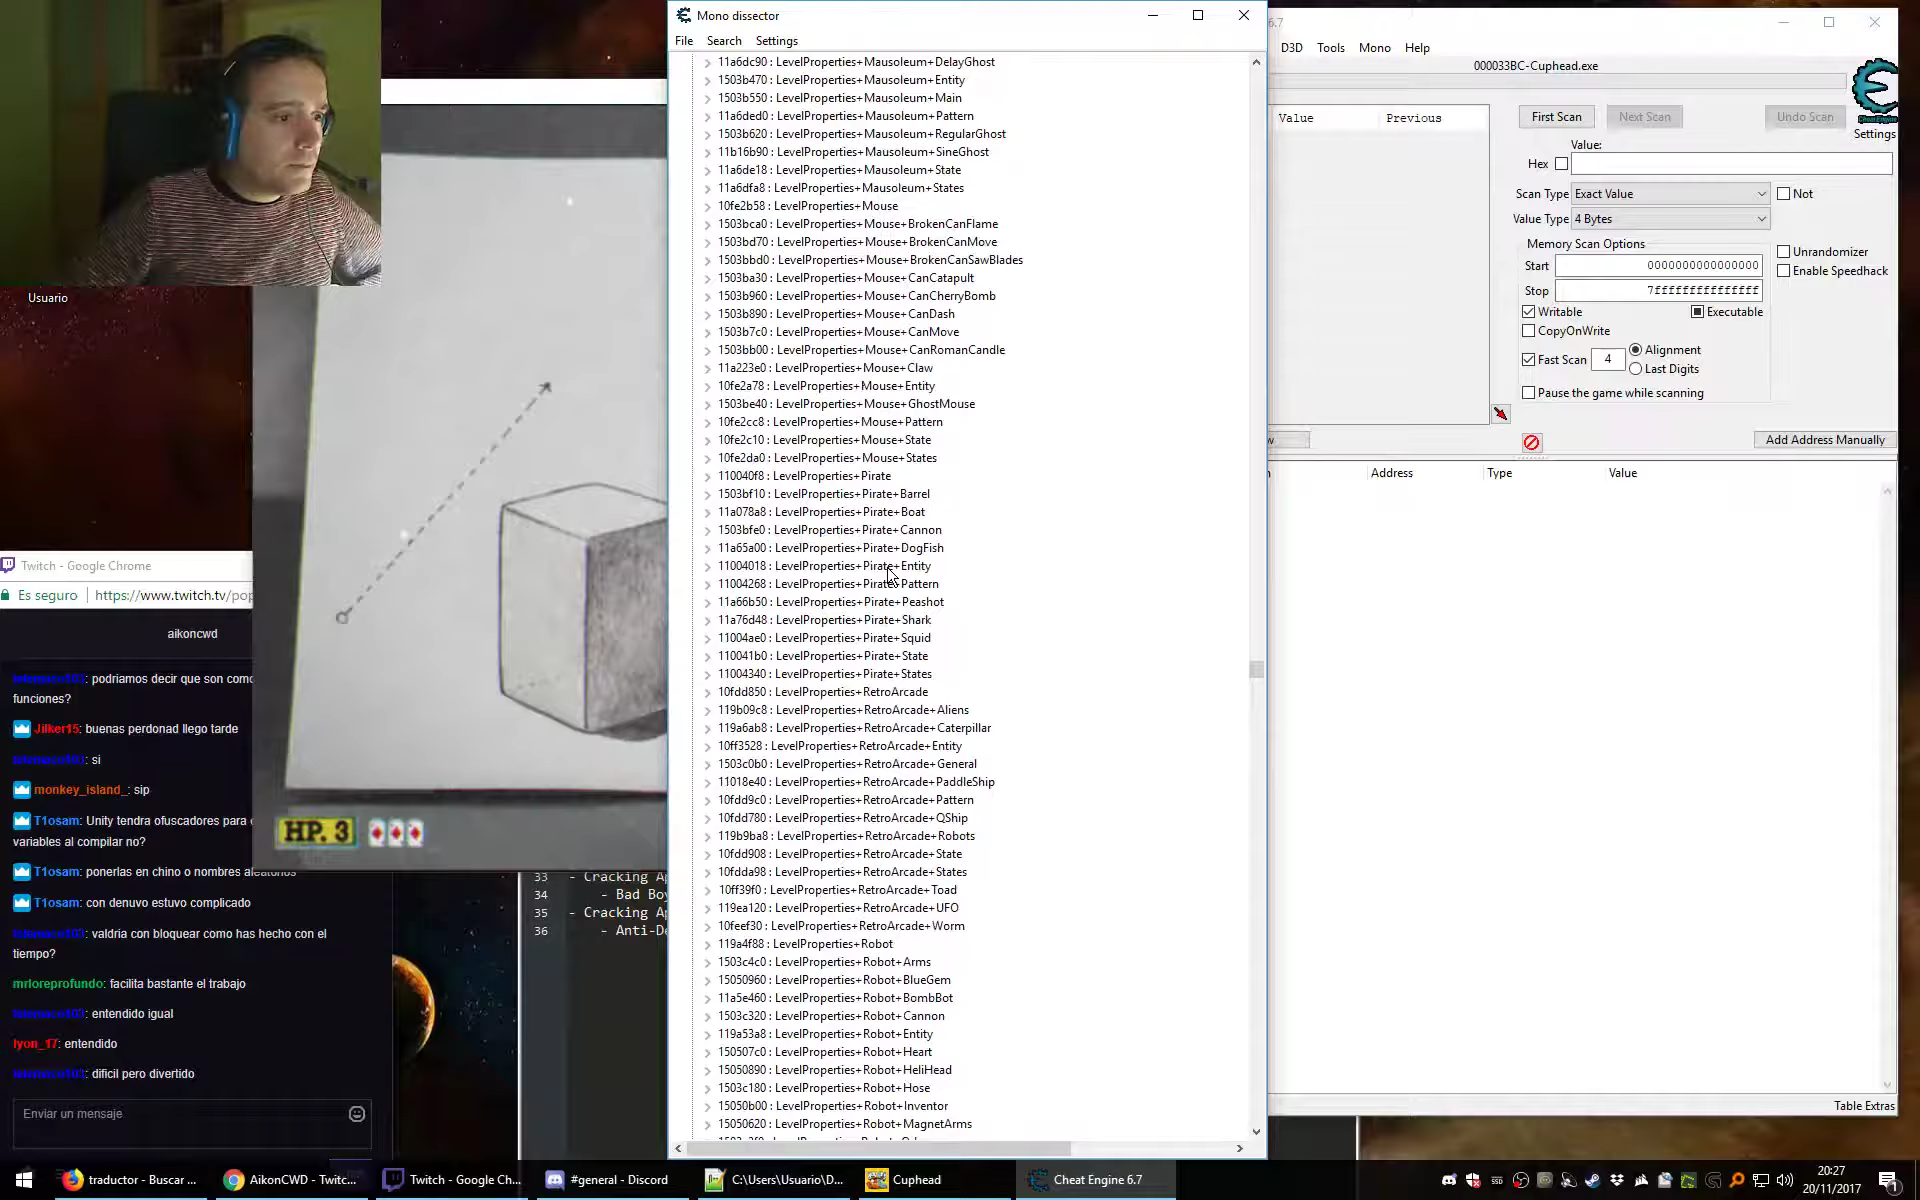 Usuario
Twitch - Google Chrome
Es seguro
https://www.twitch.tv/pop
aikoncwd
podriamos decir que son como
funciones?
Jilker15: buenas perdonad llego tarde
si
monkey_island_: sip
T1osam: Unity tendra ofuscadores para
variables al compilar no?
T1osam: ponerlas en chino o nombres aleatorios
T1osam: con denuvo estuvo complicado
valdria con bloquear como has hecho con el
tiempo?
mrloreprofundo: facilita bastante el trabajo
entendido igual
lyon_17: entendido
dificil pero divertido
Enviar un mensaje
HP. 3
33 - Cracking Ap
34 - Bad Boy
35 - Cracking Ap
36 - Anti-De
Mono dissector
File Search Settings
11a6dc90 : LevelProperties+Mausoleum+DelayGhost
1503b470 : LevelProperties+Mausoleum+Entity
1503b550 : LevelProperties+Mausoleum+Main
11a6ded0 : LevelProperties+Mausoleum+Pattern
1503b620 : LevelProperties+Mausoleum+RegularGhost
11b16b90 : LevelProperties+Mausoleum+SineGhost
11a6de18 : LevelProperties+Mausoleum+State
11a6dfa8 : LevelProperties+Mausoleum+States
10fe2b58 : LevelProperties+Mouse
1503bca0 : LevelProperties+Mouse+BrokenCanFlame
1503bd70 : LevelProperties+Mouse+BrokenCanMove
1503bbd0 : LevelProperties+Mouse+BrokenCanSawBlades
1503ba30 : LevelProperties+Mouse+CanCatapult
1503b960 : LevelProperties+Mouse+CanCherryBomb
1503b890 : LevelProperties+Mouse+CanDash
1503b7c0 : LevelProperties+Mouse+CanMove
1503bb00 : LevelProperties+Mouse+CanRomanCandle
11a223e0 : LevelProperties+Mouse+Claw
10fe2a78 : LevelProperties+Mouse+Entity
1503be40 : LevelProperties+Mouse+GhostMouse
10fe2cc8 : LevelProperties+Mouse+Pattern
10fe2c10 : LevelProperties+Mouse+State
10fe2da0 : LevelProperties+Mouse+States
110040f8 : LevelProperties+Pirate
1503bf10 : LevelProperties+Pirate+Barrel
11a078a8 : LevelProperties+Pirate+Boat
1503bfe0 : LevelProperties+Pirate+Cannon
11a65a00 : LevelProperties+Pirate+DogFish
11004018 : LevelProperties+Pirate+Entity
11004268 : LevelProperties+Pirate+Pattern
11a66b50 : LevelProperties+Pirate+Peashot
11a76d48 : LevelProperties+Pirate+Shark
11004ae0 : LevelProperties+Pirate+Squid
110041b0 : LevelProperties+Pirate+State
11004340 : LevelProperties+Pirate+States
10fdd850 : LevelProperties+RetroArcade
119b09c8 : LevelProperties+RetroArcade+Aliens
119a6ab8 : LevelProperties+RetroArcade+Caterpillar
10ff3528 : LevelProperties+RetroArcade+Entity
1503c0b0 : LevelProperties+RetroArcade+General
11018e40 : LevelProperties+RetroArcade+PaddleShip
10fdd9c0 : LevelProperties+RetroArcade+Pattern
10fdd780 : LevelProperties+RetroArcade+QShip
119b9ba8 : LevelProperties+RetroArcade+Robots
10fdd908 : LevelProperties+RetroArcade+State
10fdda98 : LevelProperties+RetroArcade+States
10ff39f0 : LevelProperties+RetroArcade+Toad
119ea120 : LevelProperties+RetroArcade+UFO
10feef30 : LevelProperties+RetroArcade+Worm
119a4f88 : LevelProperties+Robot
1503c4c0 : LevelProperties+Robot+Arms
15050960 : LevelProperties+Robot+BlueGem
11a5e460 : LevelProperties+Robot+BombBot
1503c320 : LevelProperties+Robot+Cannon
119a53a8 : LevelProperties+Robot+Entity
150507c0 : LevelProperties+Robot+Heart
15050890 : LevelProperties+Robot+HeliHead
1503c180 : LevelProperties+Robot+Hose
15050b00 : LevelProperties+Robot+Inventor
15050620 : LevelProperties+Robot+MagnetArms
6.7
D3D Tools Mono Help
000033BC-Cuphead.exe
Value Previous
First Scan Next Scan Undo Scan
Settings
Value:
Hex
Scan Type Exact Value Not
Value Type 4 Bytes
Memory Scan Options
Start 0000000000000000
Stop 7fffffffffffffff
Unrandomizer
Enable Speedhack
Writable Executable
CopyOnWrite
Fast Scan 4 Alignment
Last Digits
Pause the game while scanning
Add Address Manually
Address Type Value
Table Extras
traductor - Buscar ...
AikonCWD - Twitc...
Twitch - Google Ch...
#general - Discord
C:\Users\Usuario\D...
Cuphead
Cheat Engine 6.7
20:27
20/11/2017